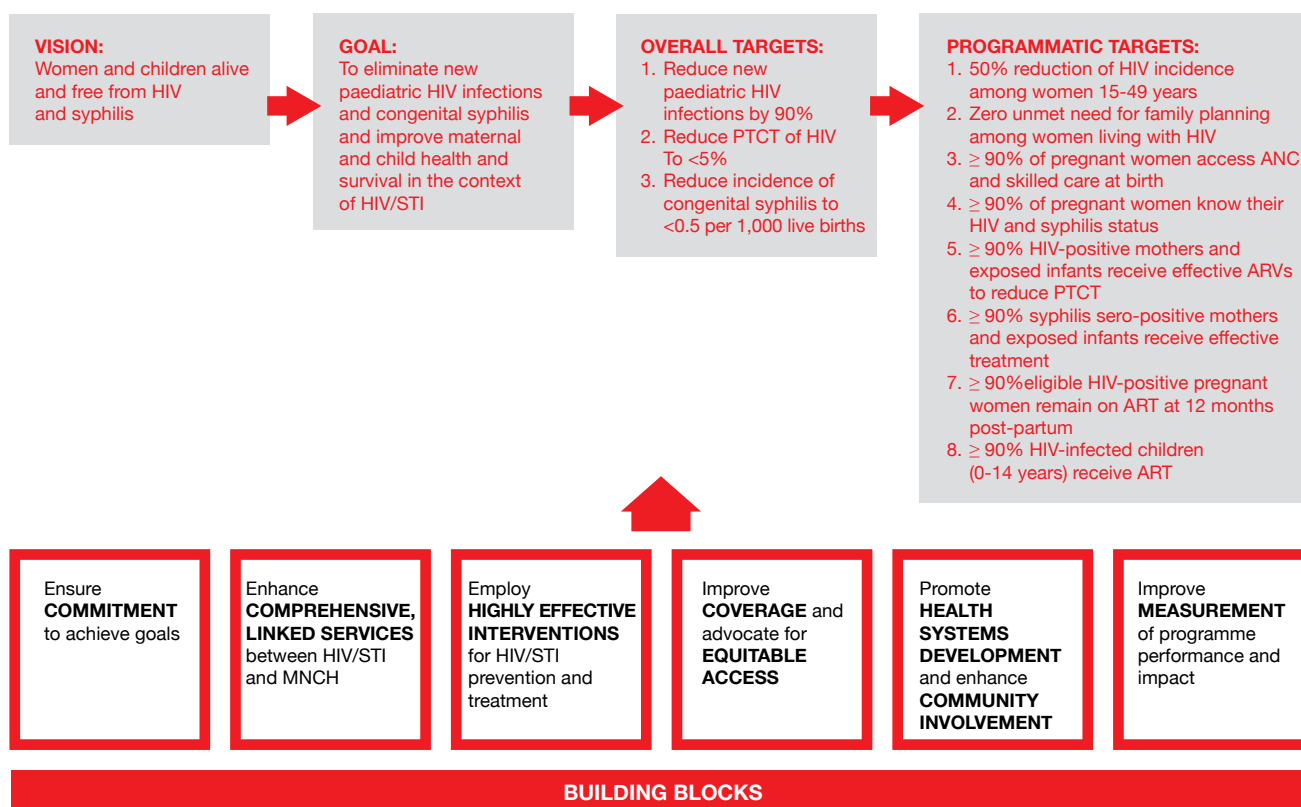 VISION:
Women and children alive
and free from HIV
and syphilis
GOAL:
To eliminate new
paediatric HIV infections
and congenital syphilis
and improve maternal
and child health and
survival in the context
of HIV/STI
OVERALL TARGETS:
1. Reduce new
paediatric HIV
infections by 90%
2. Reduce PTCT of HIV
To <5%
3. Reduce incidence of
congenital syphilis to
<0.5 per 1,000 live births
PROGRAMMATIC TARGETS:
1. 50% reduction of HIV incidence
among women 15-49 years
2. Zero unmet need for family planning
among women living with HIV
3. ≥ 90% of pregnant women access ANC
and skilled care at birth
4. ≥ 90% of pregnant women know their
HIV and syphilis status
5. ≥ 90% HIV-positive mothers and
exposed infants receive effective ARVs
to reduce PTCT
6. ≥ 90% syphilis sero-positive mothers
and exposed infants receive effective
treatment
7. ≥ 90%eligible HIV-positive pregnant
women remain on ART at 12 months
post-partum
8. ≥ 90% HIV-infected children
(0-14 years) receive ART
Ensure
COMMITMENT
to achieve goals
Enhance
COMPREHENSIVE,
LINKED SERVICES
between HIV/STI
and MNCH
Employ
HIGHLY EFFECTIVE
INTERVENTIONS
for HIV/STI
prevention and
treatment
Improve
COVERAGE and
advocate for
EQUITABLE
ACCESS
Promote
HEALTH
SYSTEMS
DEVELOPMENT
and enhance
COMMUNITY
INVOLVEMENT
Improve
MEASUREMENT
of programme
performance and
impact
BUILDING BLOCKS